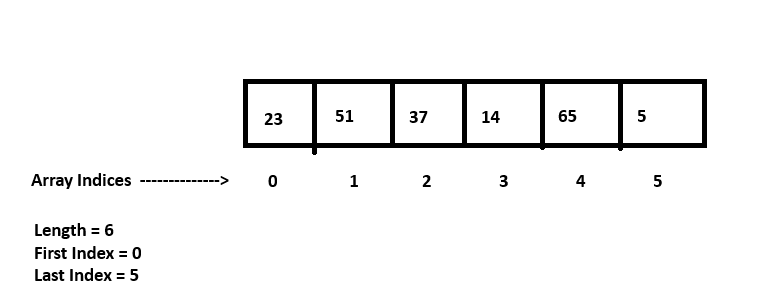 23 51 37 14 65 5
Array Indices --------------> 0 1 2 3 4 5
Length = 6
First Index = 0
Last Index = 5